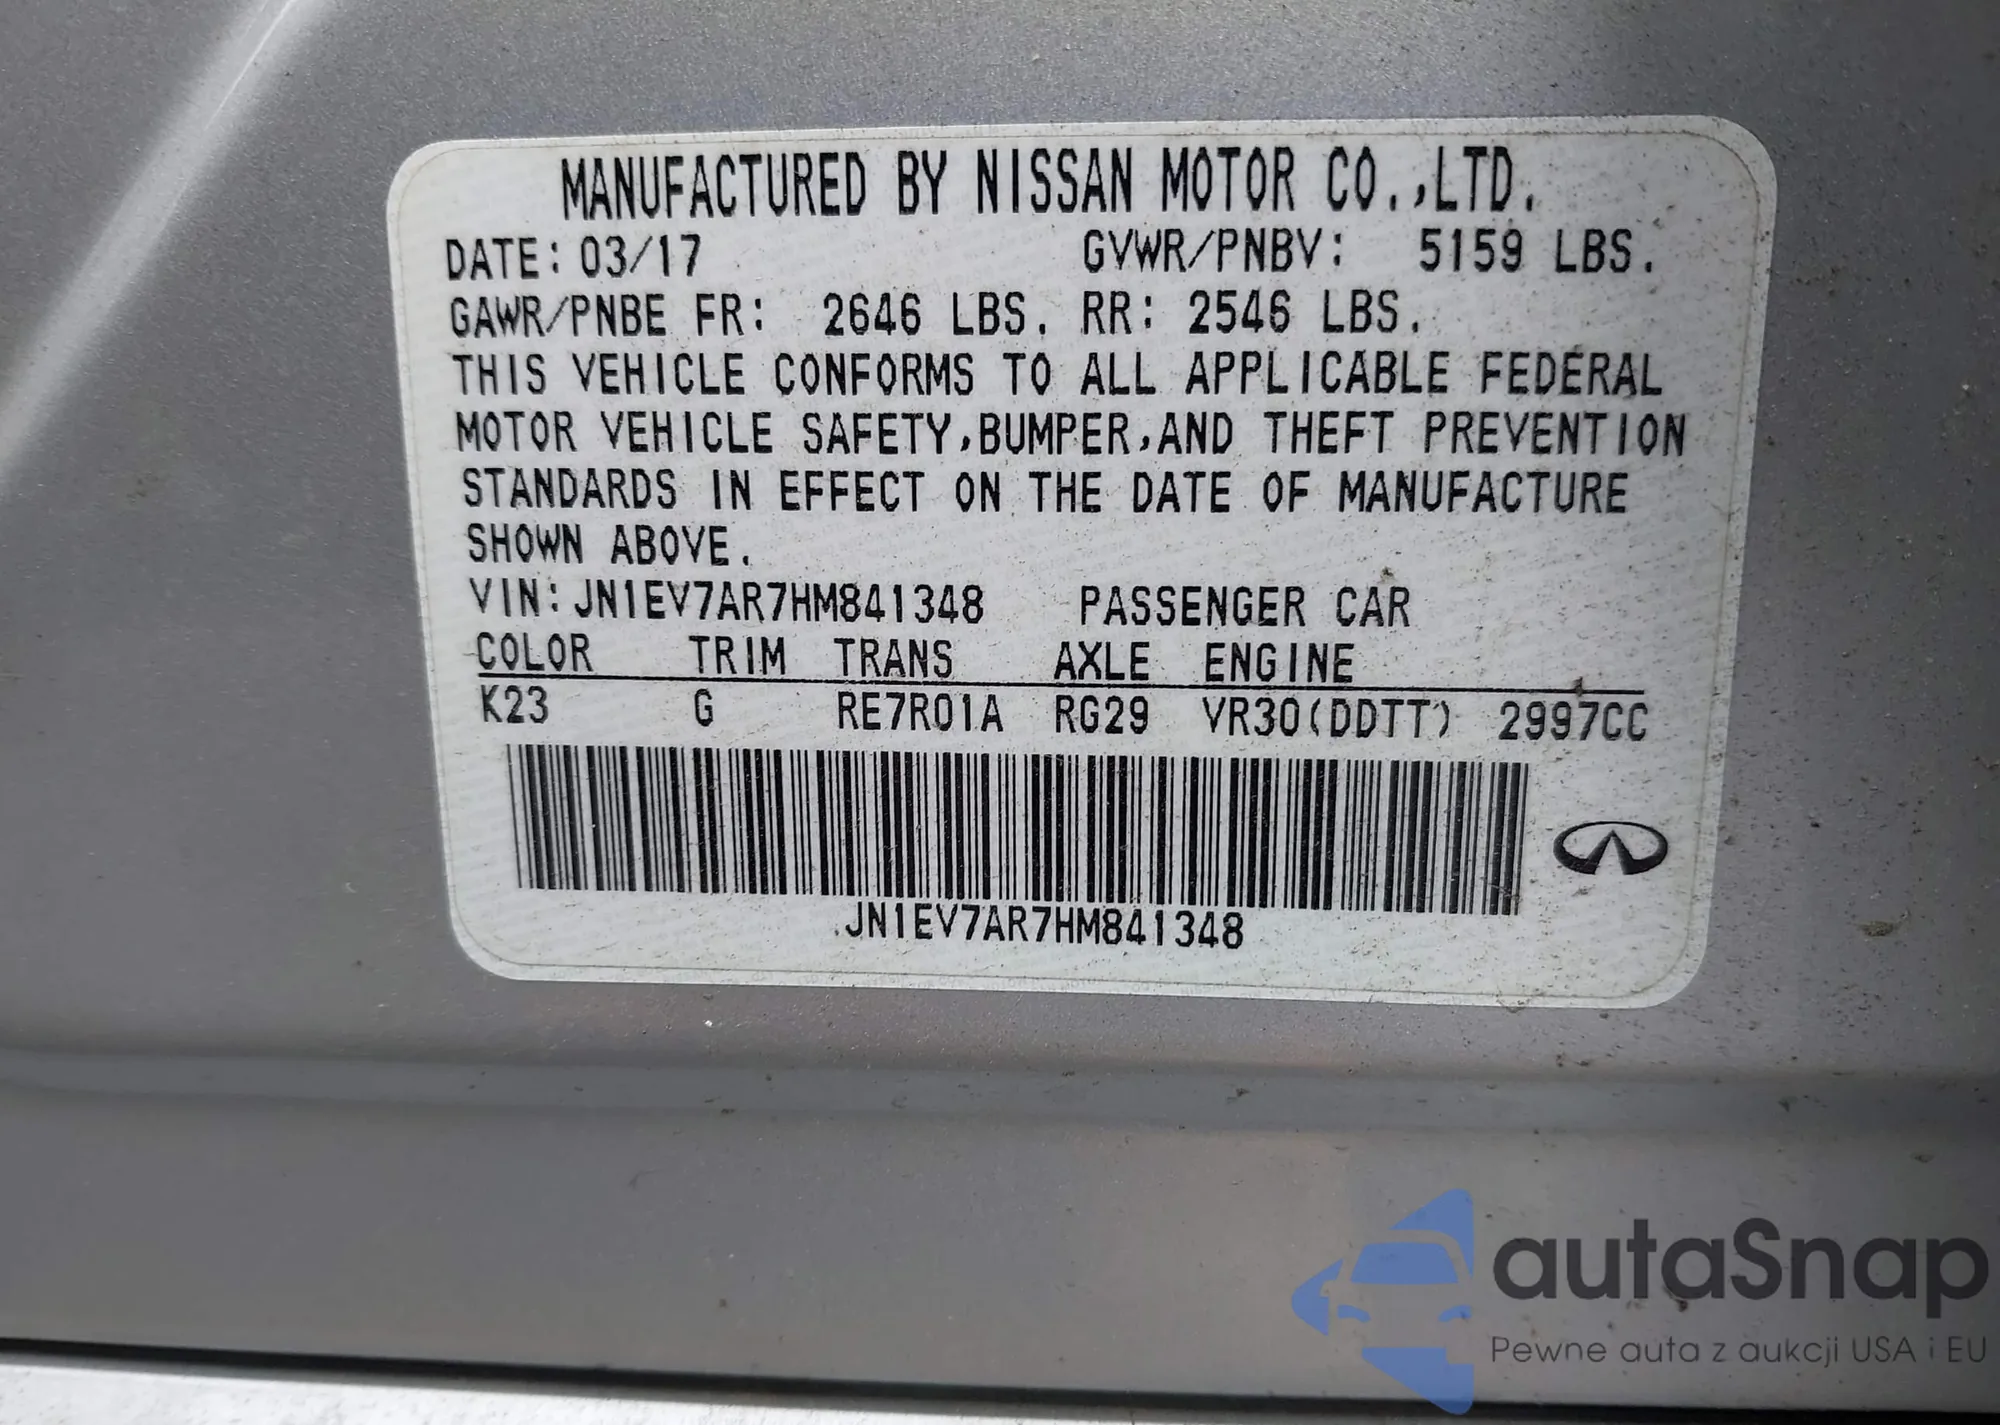 MANUFACTURED BY NISSAN MOTOR CO.,LTD.
DATE: 03/17 GVWR/PNBV: 5159 LBS.
GAWR/PNBE FR: 2646 LBS. RR: 2546 LBS.
THIS VEHICLE CONFORMS TO ALL APPLICABLE FEDERAL
MOTOR VEHICLE SAFETY,BUMPER,AND THEFT PREVENTION
STANDARDS IN EFFECT ON THE DATE OF MANUFACTURE
SHOWN ABOVE.
VIN:JN1EV7AR7HM841348 PASSENGER CAR
COLOR TRIM TRANS AXLE ENGINE
K23 G RE7R01A RG29 VR30(DDTT) 2997CC
JN1EV7AR7HM841348
autaSnap
Pewne auta z aukcji USA i EU